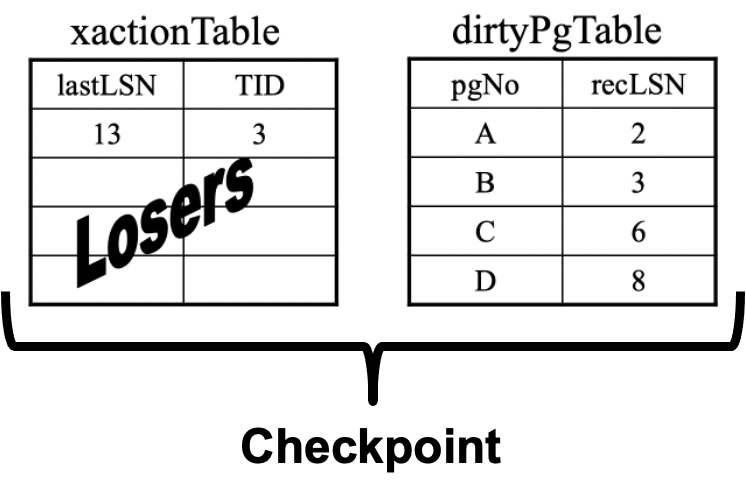 xactionTable
lastLSN TID
13 3
Losers
dirtyPgTable
pgNo recLSN
A 2
B 3
C 6
D 8
Checkpoint